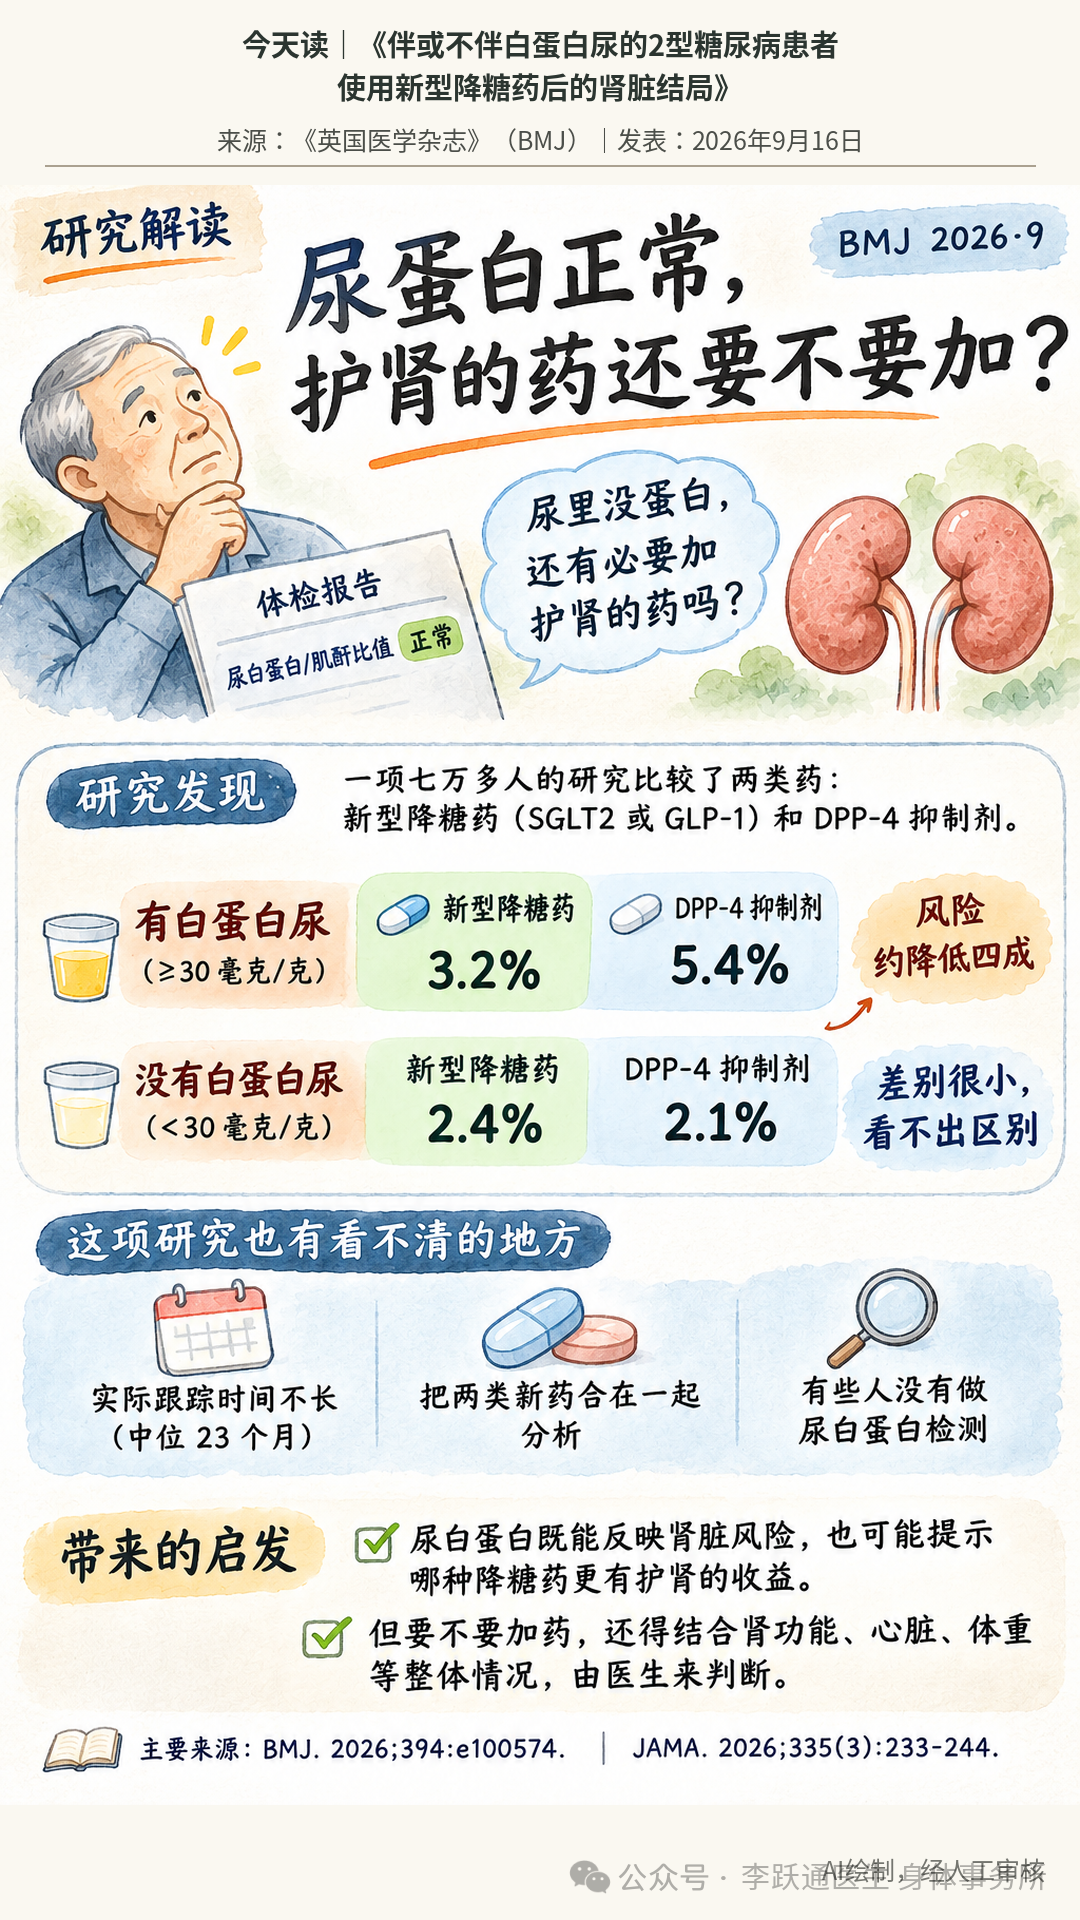 今天读｜《伴或不伴白蛋白尿的2型糖尿病患者
使用新型降糖药后的肾脏结局》
来源：《英国医学杂志》（BMJ）｜发表：2026年9月16日
研究解读
BMJ 2026·9
尿蛋白正常，
护肾的药还要不要加？
尿里没蛋白，
还有必要加
护肾的药吗？
体检报告
尿白蛋白/肌酐比值 正常
研究发现
一项七万多人的研究比较了两类药：
新型降糖药（SGLT2 或 GLP-1）和 DPP-4 抑制剂。
有白蛋白尿
（≥30 毫克/克）
新型降糖药
3.2%
DPP-4 抑制剂
5.4%
风险
约降低四成
没有白蛋白尿
（<30 毫克/克）
新型降糖药
2.4%
DPP-4 抑制剂
2.1%
差别很小，
看不出区别
这项研究也有看不清的地方
实际跟踪时间不长
（中位 23 个月）
把两类新药合在一起
分析
有些人没有做
尿白蛋白检测
带来的启发
尿白蛋白既能反映肾脏风险，也可能提示
哪种降糖药更有护肾的收益。
但要不要加药，还得结合肾功能、心脏、体重
等整体情况，由医生来判断。
主要来源：BMJ. 2026;394:e100574. ｜ JAMA. 2026;335(3):233-244.
AI绘制，经人工审核
公众号 · 李跃通医生 身体事务所